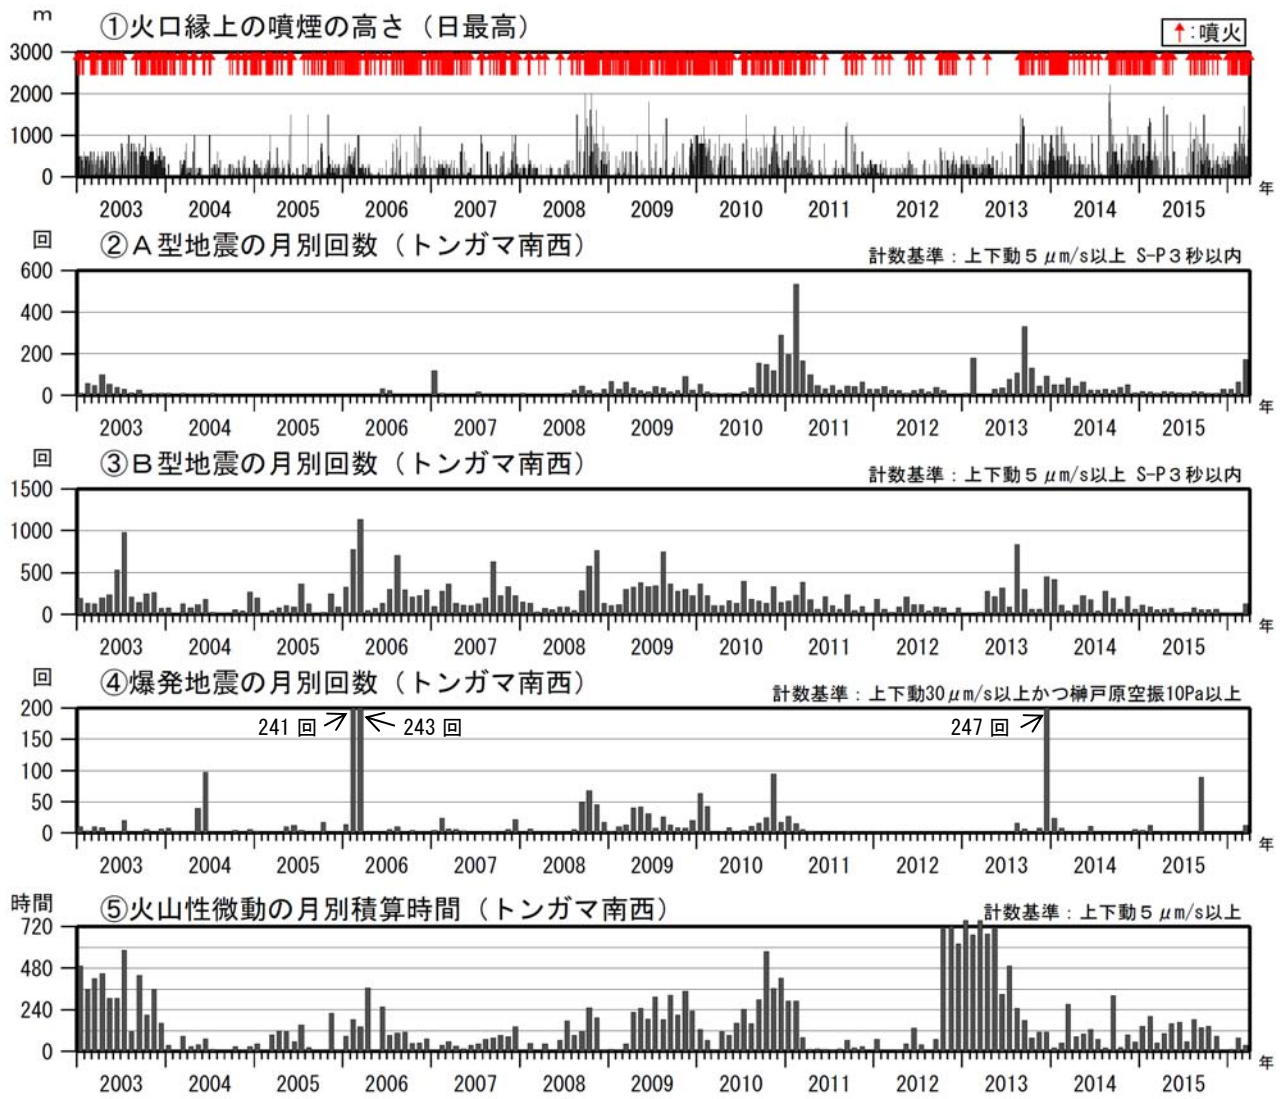 m ①火口縁上の噴煙の高さ（日最高） ↑:噴火
3000
2000
1000
0
2003 2004 2005 2006 2007 2008 2009 2010 2011 2012 2013 2014 2015 年
回 ②A型地震の月別回数（トンガマ南西） 計数基準：上下動5μm/s以上 S-P3秒以内
600
400
200
0
2003 2004 2005 2006 2007 2008 2009 2010 2011 2012 2013 2014 2015 年
回 ③B型地震の月別回数（トンガマ南西） 計数基準：上下動5μm/s以上 S-P3秒以内
1500
1000
500
0
2003 2004 2005 2006 2007 2008 2009 2010 2011 2012 2013 2014 2015 年
回 ④爆発地震の月別回数（トンガマ南西） 計数基準：上下動30μm/s以上かつ榊戸原空振10Pa以上
200
241 回 243 回 247 回
150
100
50
0
2003 2004 2005 2006 2007 2008 2009 2010 2011 2012 2013 2014 2015 年
時間 ⑤火山性微動の月別積算時間（トンガマ南西） 計数基準：上下動5μm/s以上
720
480
240
0
2003 2004 2005 2006 2007 2008 2009 2010 2011 2012 2013 2014 2015 年